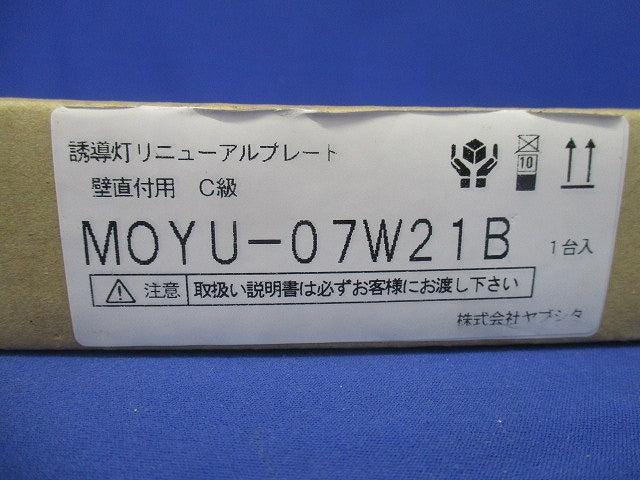 誘導灯リニューアルプレート
壁直付用 C級
10
MOYU-07W21B 1台入
注意 取扱い説明書は必ずお客様にお渡し下さい
株式会社ヤブシタ